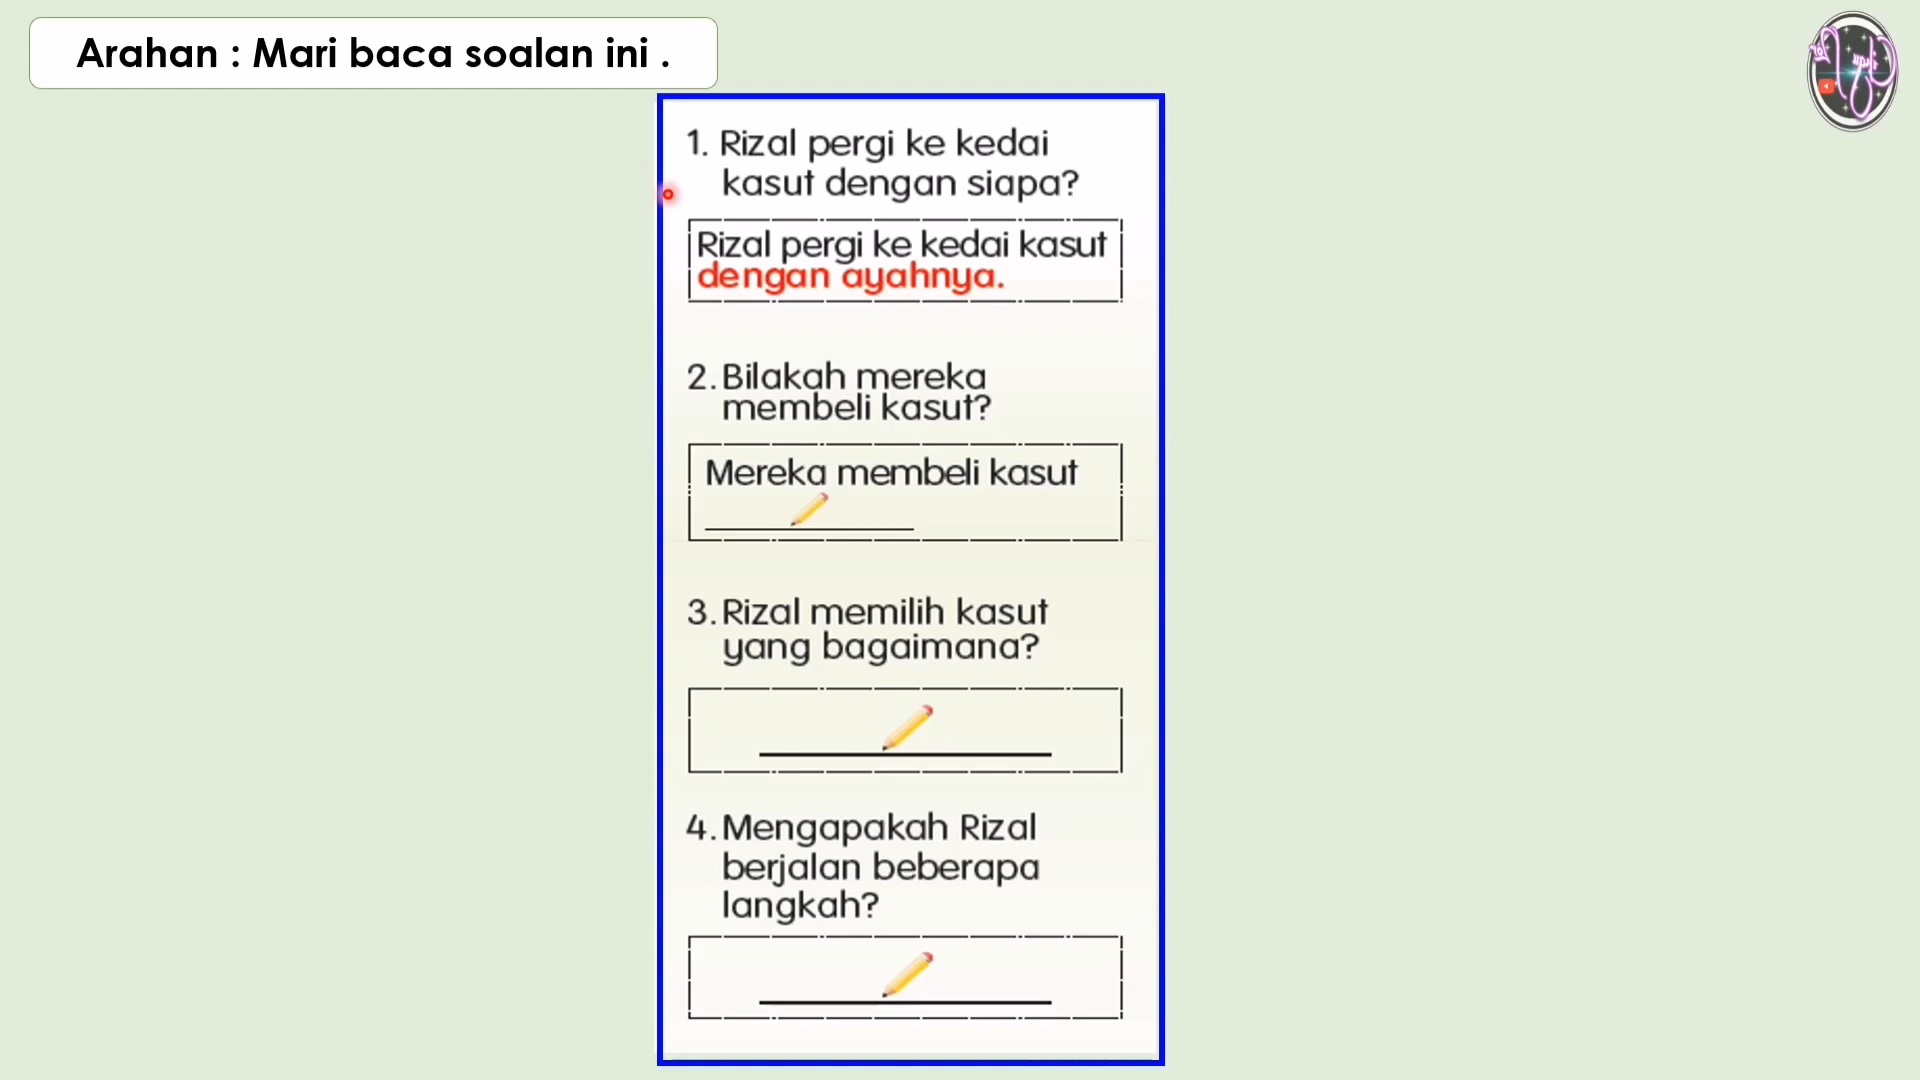 Arahan : Mari baca soalan ini .
1. Rizal pergi ke kedai
kasut dengan siapa?
Rizal pergi ke kedai kasut
dengan ayahnya.
2. Bilakah mereka
membeli kasut?
Mereka membeli kasut
3. Rizal memilih kasut
yang bagaimana?
4. Mengapakah Rizal
berjalan beberapa
langkah?